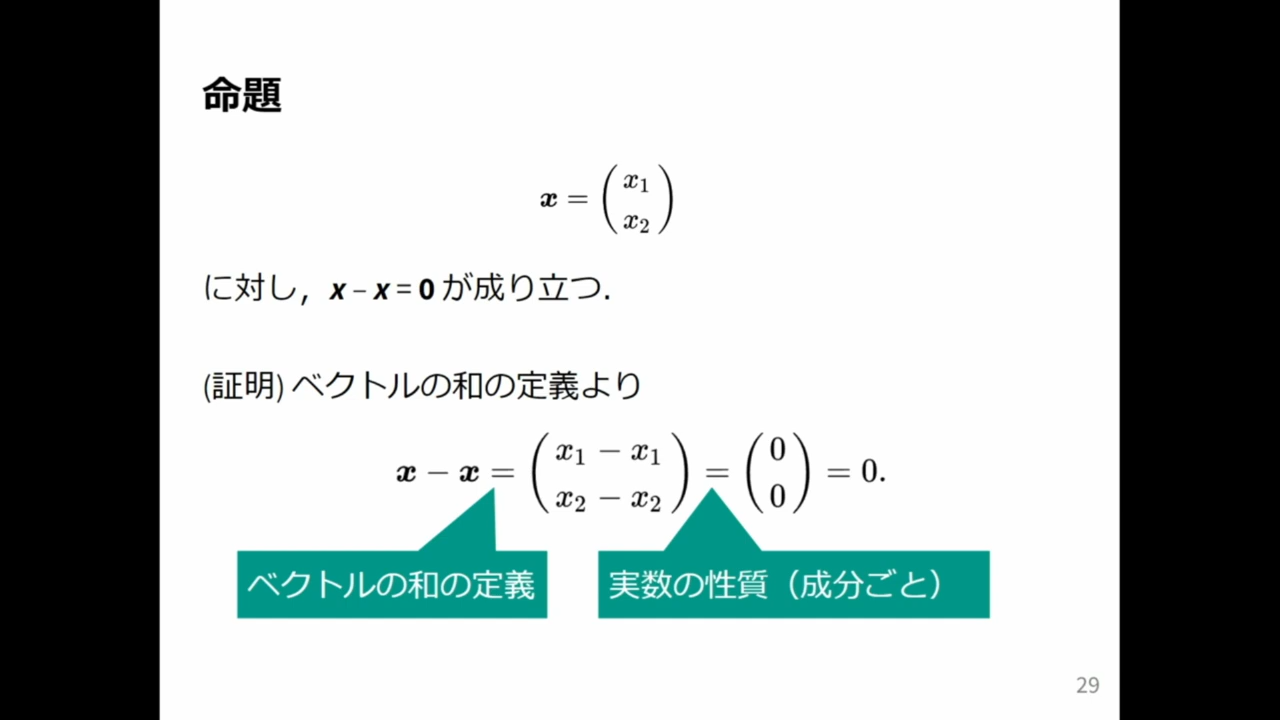 命題
x = (x₁ x₂)
に対し，x – x = 0 が成り立つ.
(証明) ベクトルの和の定義より
x − x = (x₁ − x₁ x₂ − x₂) = (0 0) = 0.
ベクトルの和の定義
実数の性質（成分ごと）
29